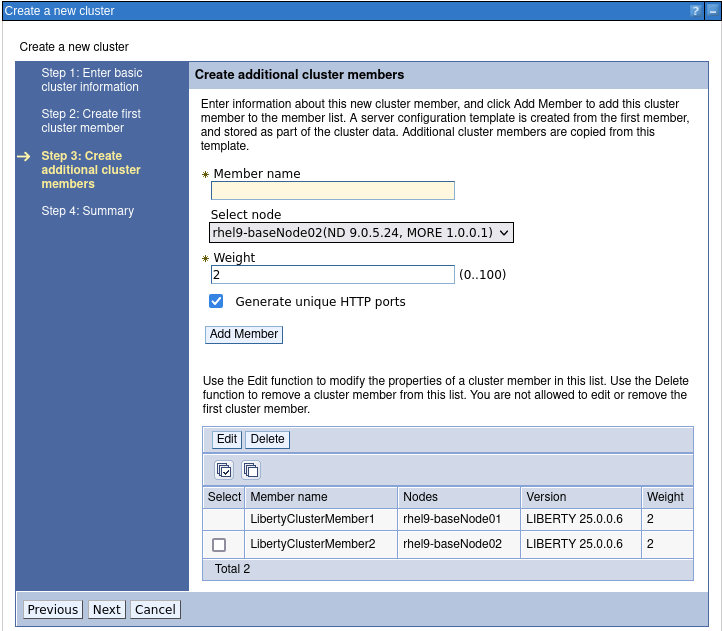 Create a new cluster
? –
Create a new cluster
Step 1: Enter basic
cluster information
Step 2: Create first
cluster member
Step 3: Create
additional cluster
members
Step 4: Summary
Create additional cluster members
Enter information about this new cluster member, and click Add Member to add this cluster
member to the member list. A server configuration template is created from the first member,
and stored as part of the cluster data. Additional cluster members are copied from this
template.
* Member name
Select node
rhel9-baseNode02(ND 9.0.5.24, MORE 1.0.0.1)
* Weight
2 (0..100)
Generate unique HTTP ports
Add Member
Use the Edit function to modify the properties of a cluster member in this list. Use the Delete
function to remove a cluster member from this list. You are not allowed to edit or remove the
first cluster member.
Edit Delete
Select Member name Nodes Version Weight
LibertyClusterMember1 rhel9-baseNode01 LIBERTY 25.0.0.6 2
LibertyClusterMember2 rhel9-baseNode02 LIBERTY 25.0.0.6 2
Total 2
Previous Next Cancel